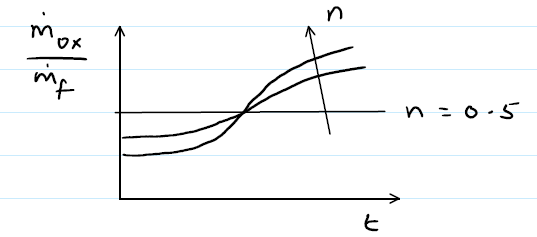 n
ṁox
ṁf
n = 0.5
t